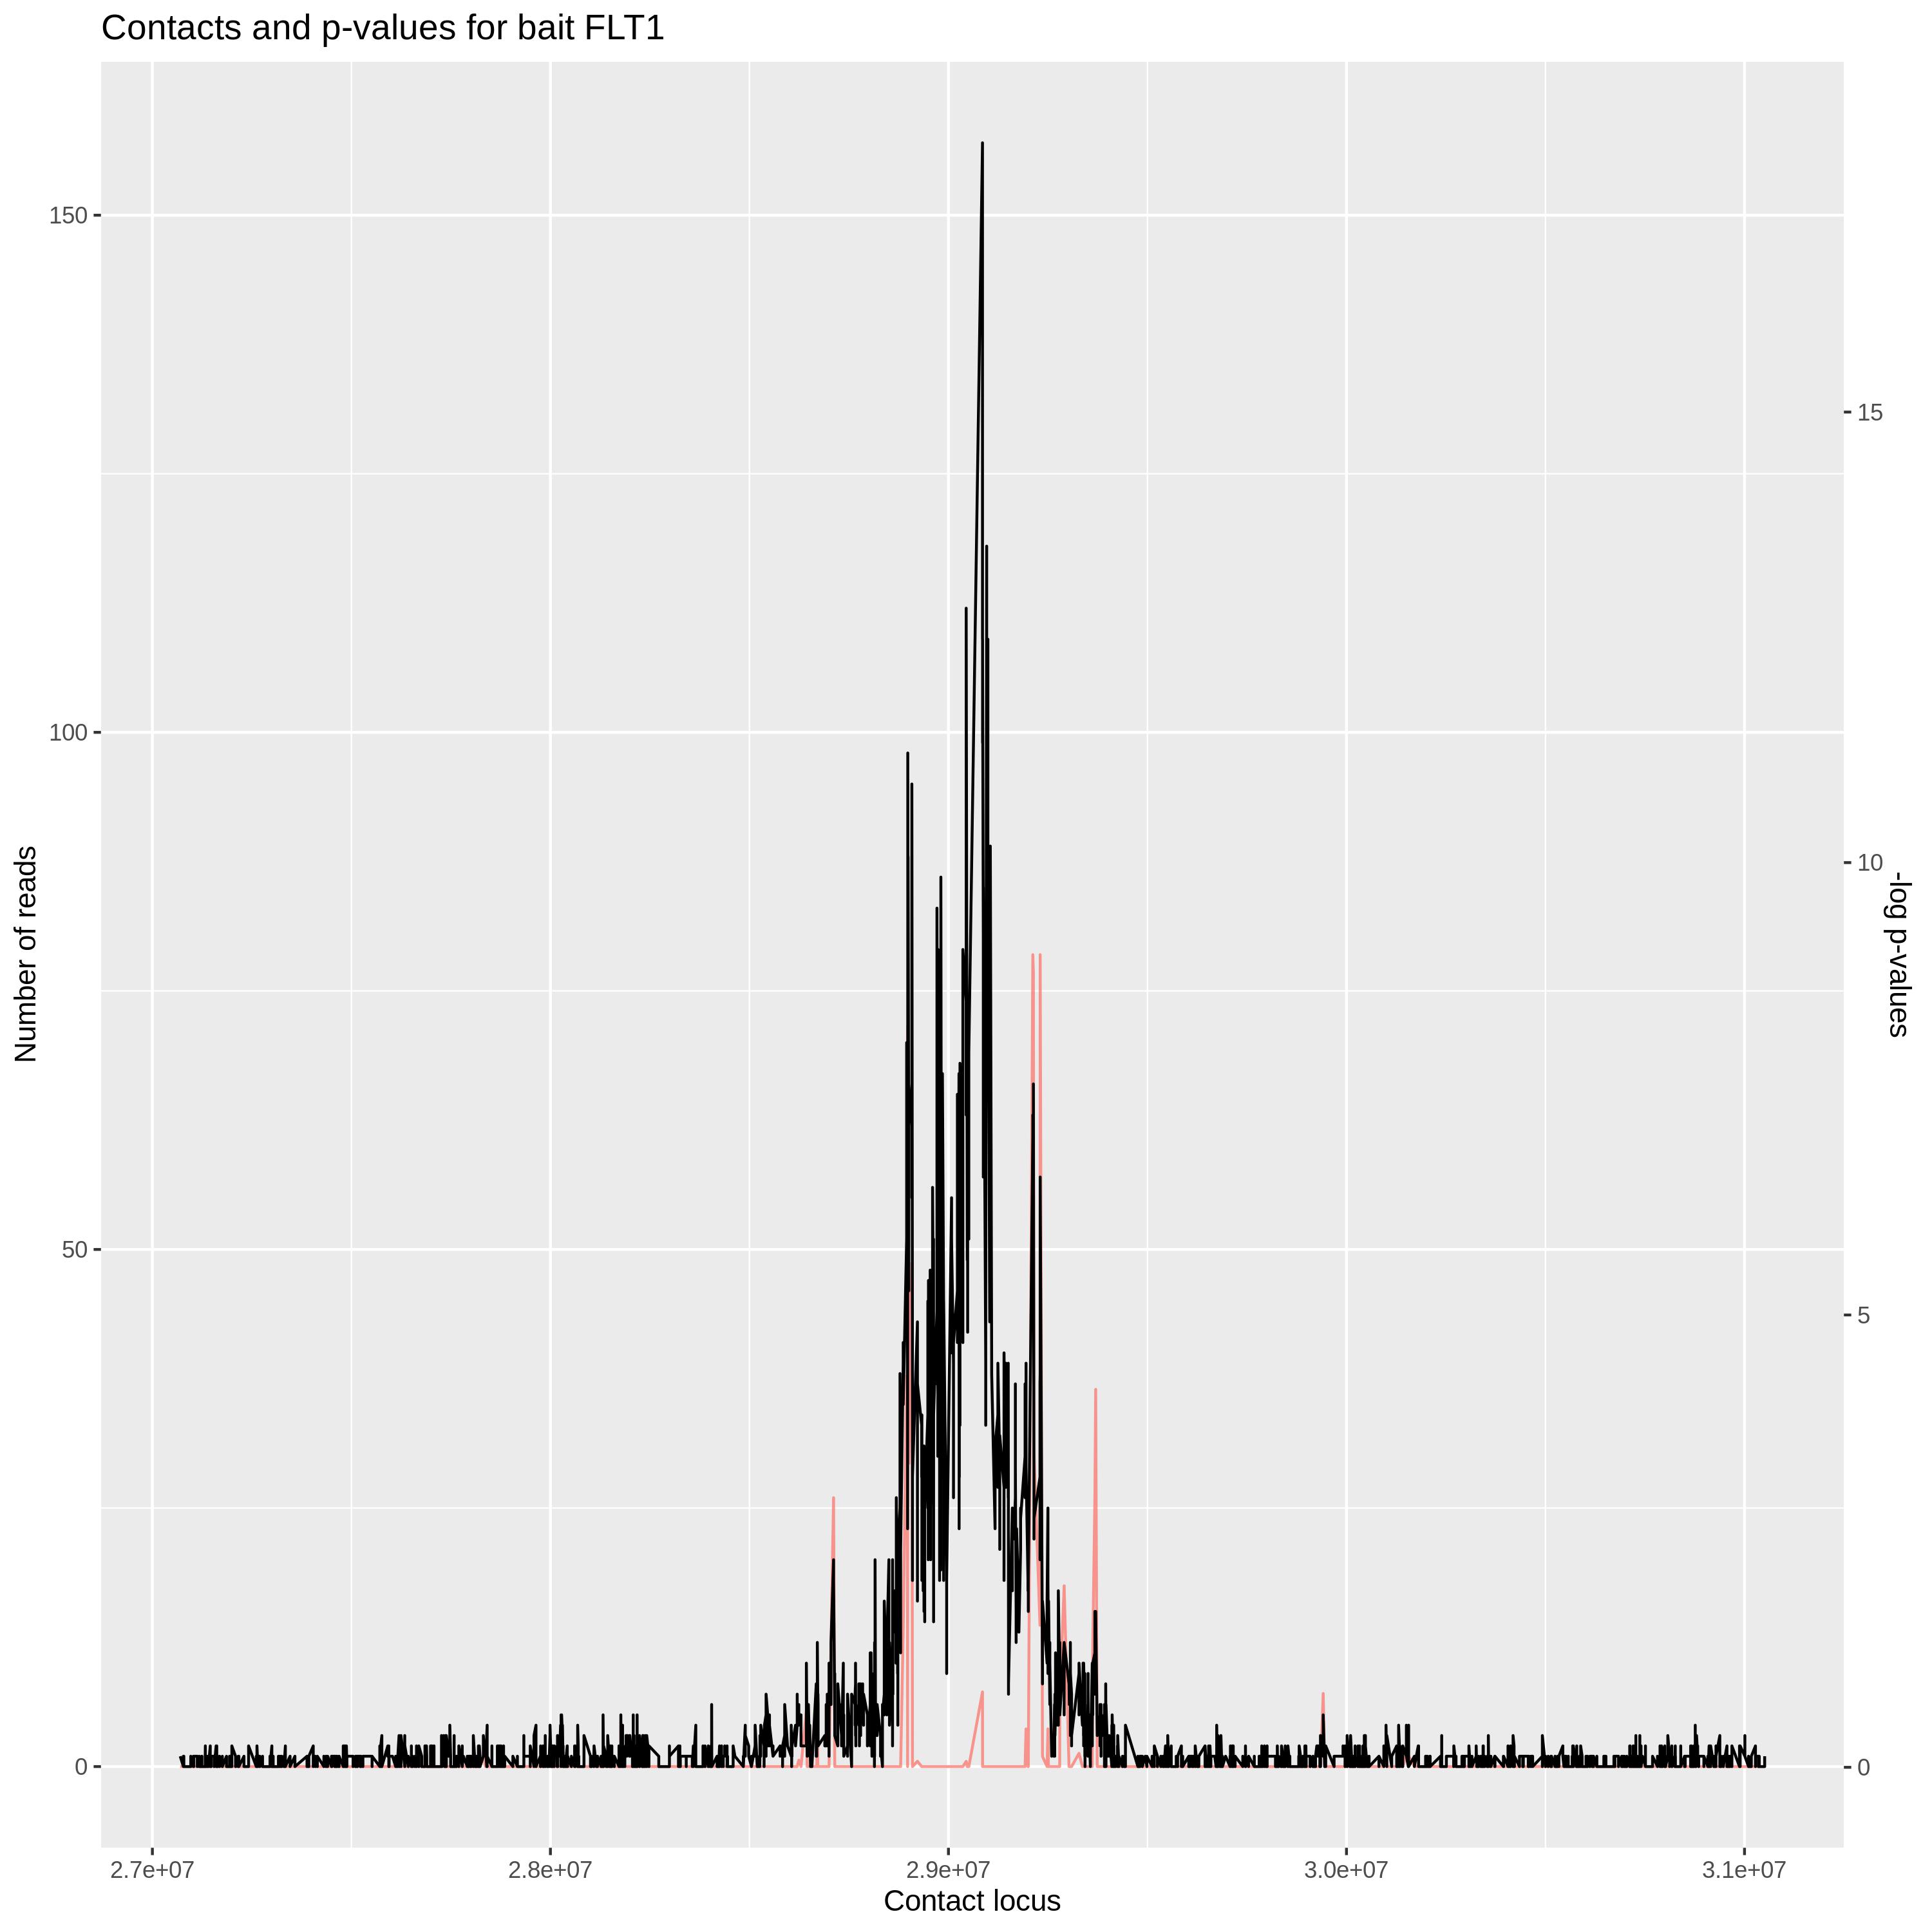 Contacts and p-values for bait FLT1
150
100
50
0
Number of reads
15
10
5
0
-log p-values
2.7e+07
2.8e+07
2.9e+07
3.0e+07
3.1e+07
Contact locus